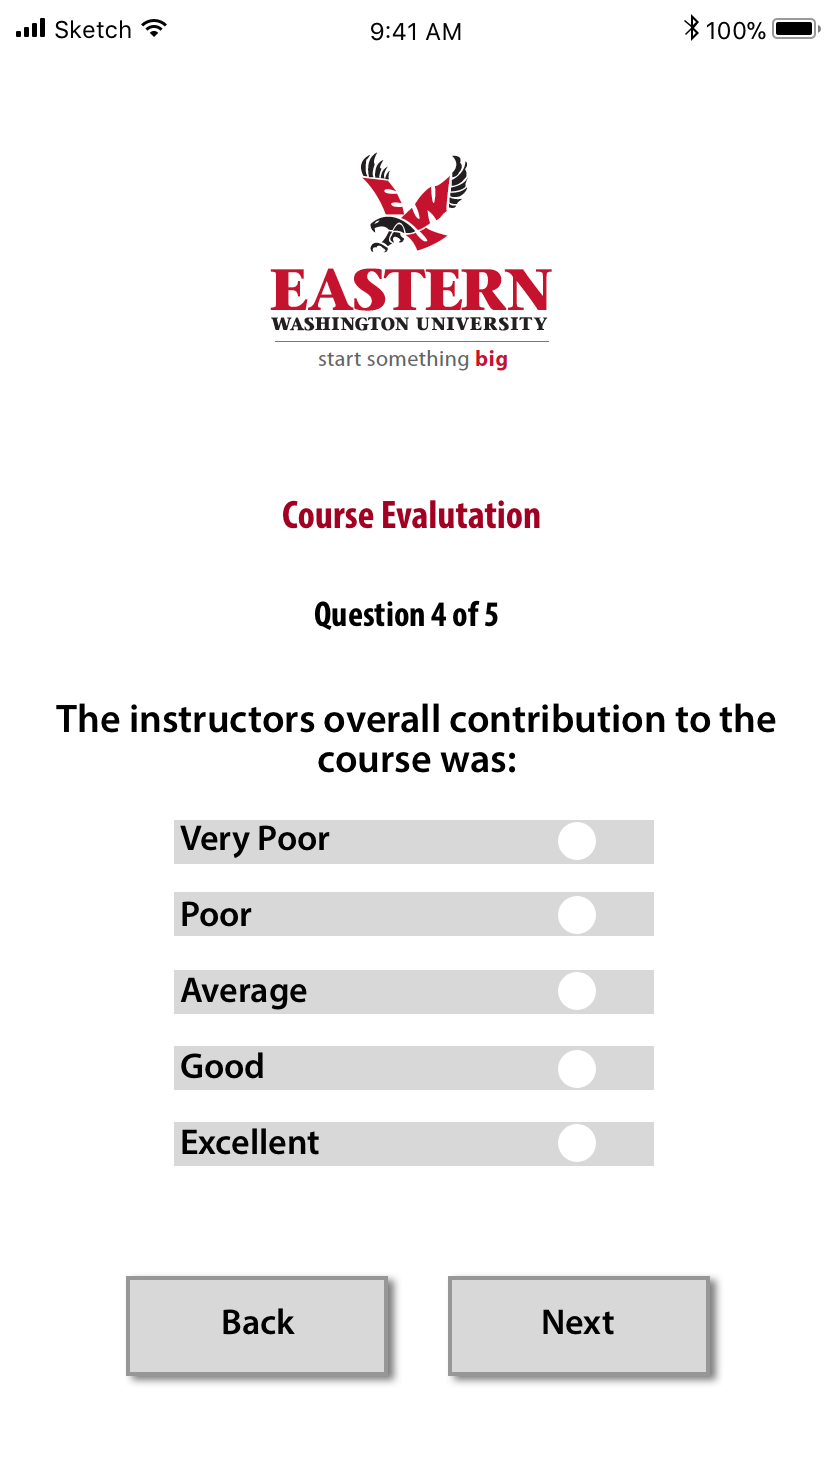 Sketch 9:41 AM 100%
EW
EASTERN
WASHINGTON UNIVERSITY
start something big
Course Evalutation
Question 4 of 5
The instructors overall contribution to the
course was:
Very Poor
Poor
Average
Good
Excellent
Back Next